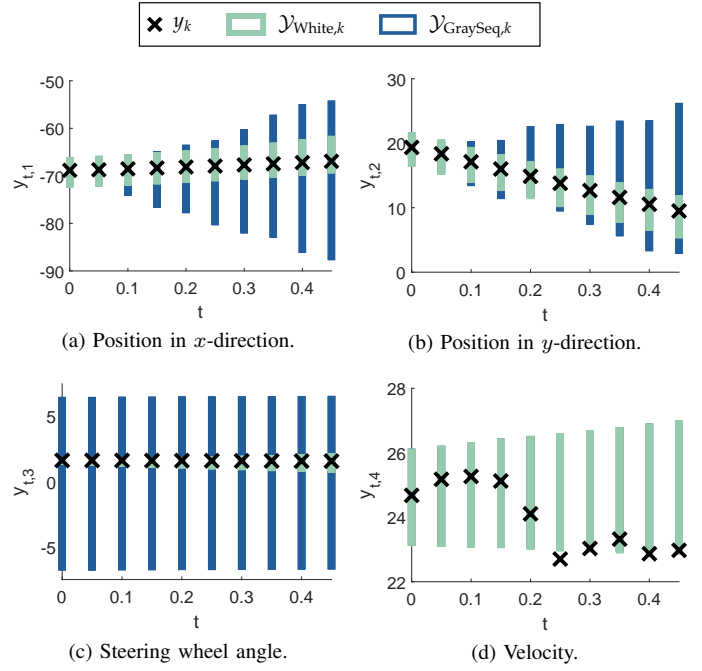 y_k 𝒴_White,k 𝒴_GraySeq,k
-50
-60
-70
-80
-90
y_t,1
0 0.1 0.2 0.3 0.4
t
(a) Position in x-direction.
30
20
10
0
y_t,2
0 0.1 0.2 0.3 0.4
t
(b) Position in y-direction.
5
0
-5
y_t,3
0 0.1 0.2 0.3 0.4
t
(c) Steering wheel angle.
28
26
24
22
y_t,4
0 0.1 0.2 0.3 0.4
t
(d) Velocity.